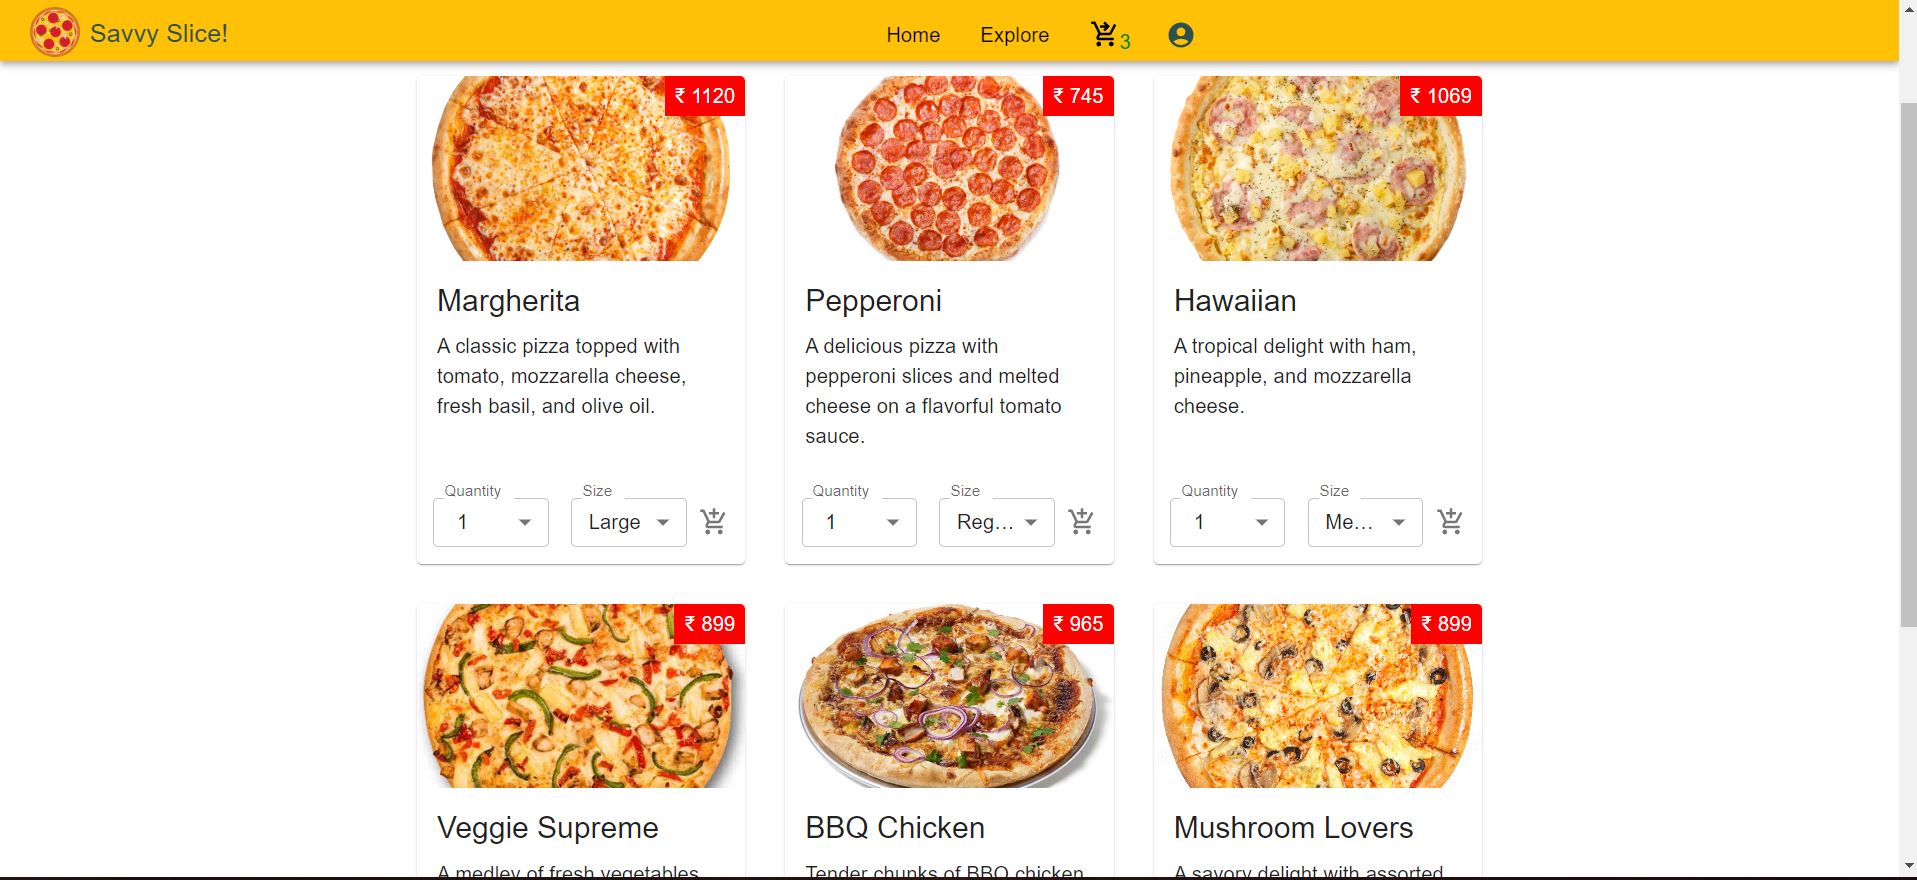 Savvy Slice!
Home
Explore
3
₹ 1120
₹ 745
₹ 1069
Margherita
A classic pizza topped with
tomato, mozzarella cheese,
fresh basil, and olive oil.
Quantity
Size
1
Large
Pepperoni
A delicious pizza with
pepperoni slices and melted
cheese on a flavorful tomato
sauce.
Quantity
Size
1
Reg...
Hawaiian
A tropical delight with ham,
pineapple, and mozzarella
cheese.
Quantity
Size
1
Me...
₹ 899
₹ 965
₹ 899
Veggie Supreme
A medley of fresh vegetables
BBQ Chicken
Tender chunks of BBQ chicken
Mushroom Lovers
A savory delight with assorted